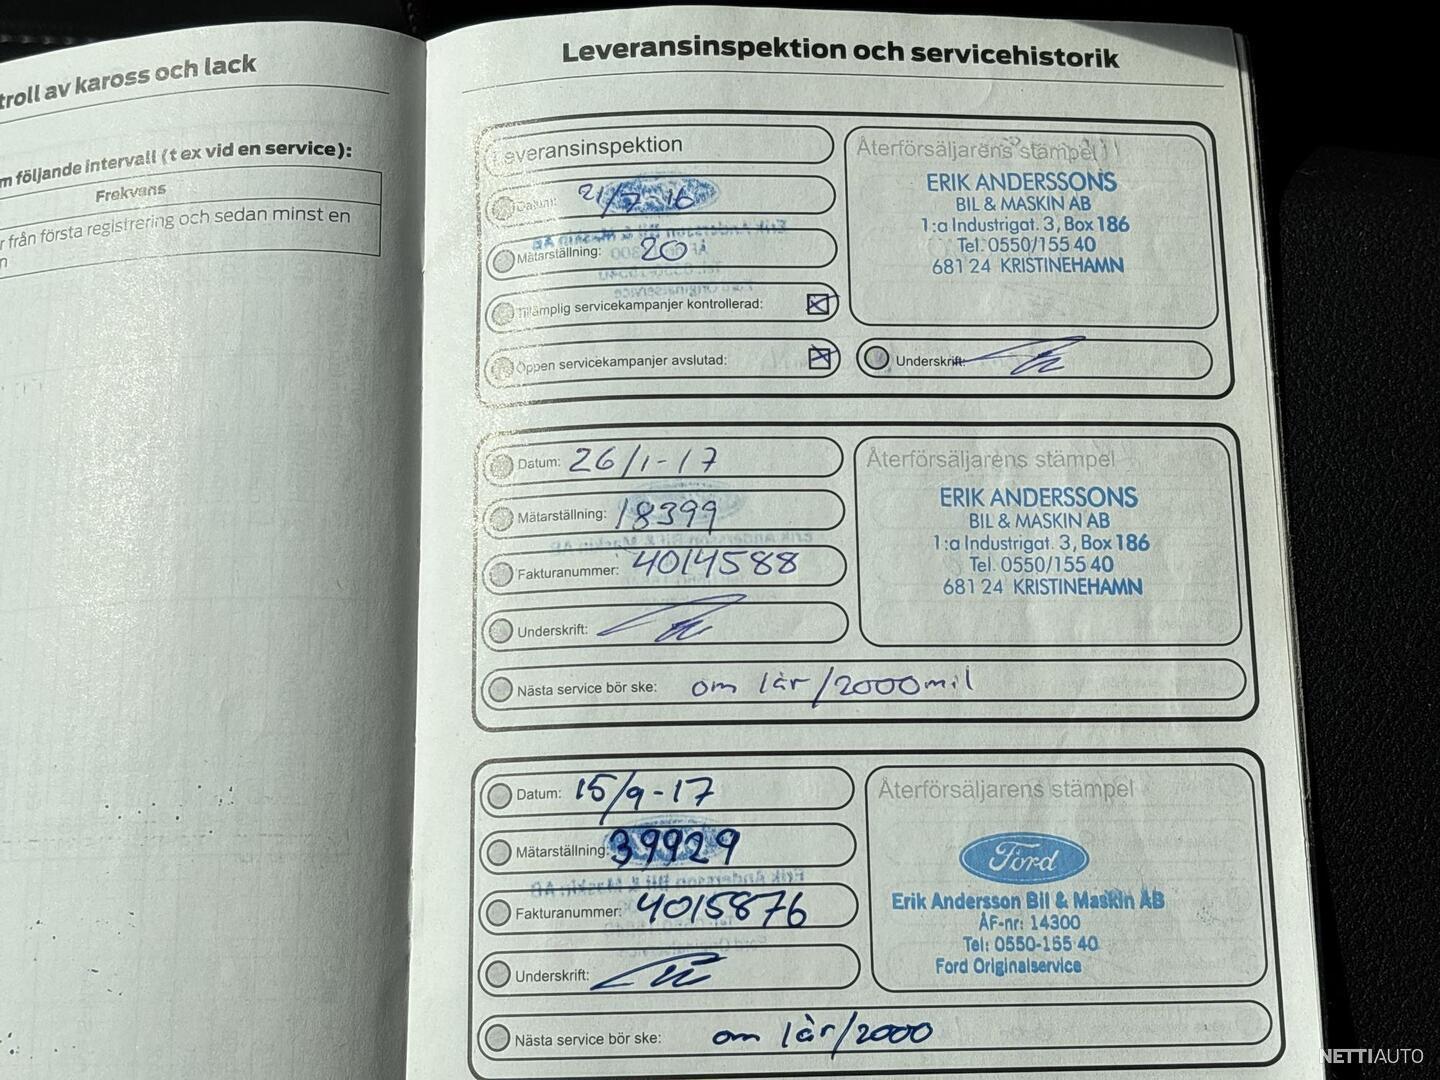 troll av kaross och lack
m följande intervall (t ex vid en service):
Frekvens
r från första registrering och sedan minst en
n
Leveransinspektion och servicehistorik
Leveransinspektion
Datum: 21/7-16
Mätarställning: 20
Tillämplig servicekampanjer kontrollerad:
Öppen servicekampanjer avslutad:
Återförsäljarens stämpel
ERIK ANDERSSONS
BIL & MASKIN AB
1:a Industrigat. 3, Box 186
Tel. 0550/155 40
681 24 KRISTINEHAMN
Underskrift:
Datum: 26/1-17
Mätarställning: 18399
Fakturanummer: 4014588
Underskrift:
Återförsäljarens stämpel
ERIK ANDERSSONS
BIL & MASKIN AB
1:a Industrigat. 3, Box 186
Tel. 0550/155 40
681 24 KRISTINEHAMN
Nästa service bör ske: om 1år/2000mil
Datum: 15/9-17
Mätarställning: 39929
Fakturanummer: 4015876
Underskrift:
Återförsäljarens stämpel
Ford
Erik Andersson Bil & Maskin AB
ÅF-nr: 14300
Tel: 0550-155 40
Ford Originalservice
Nästa service bör ske: om 1år/2000
NETTIAUTO